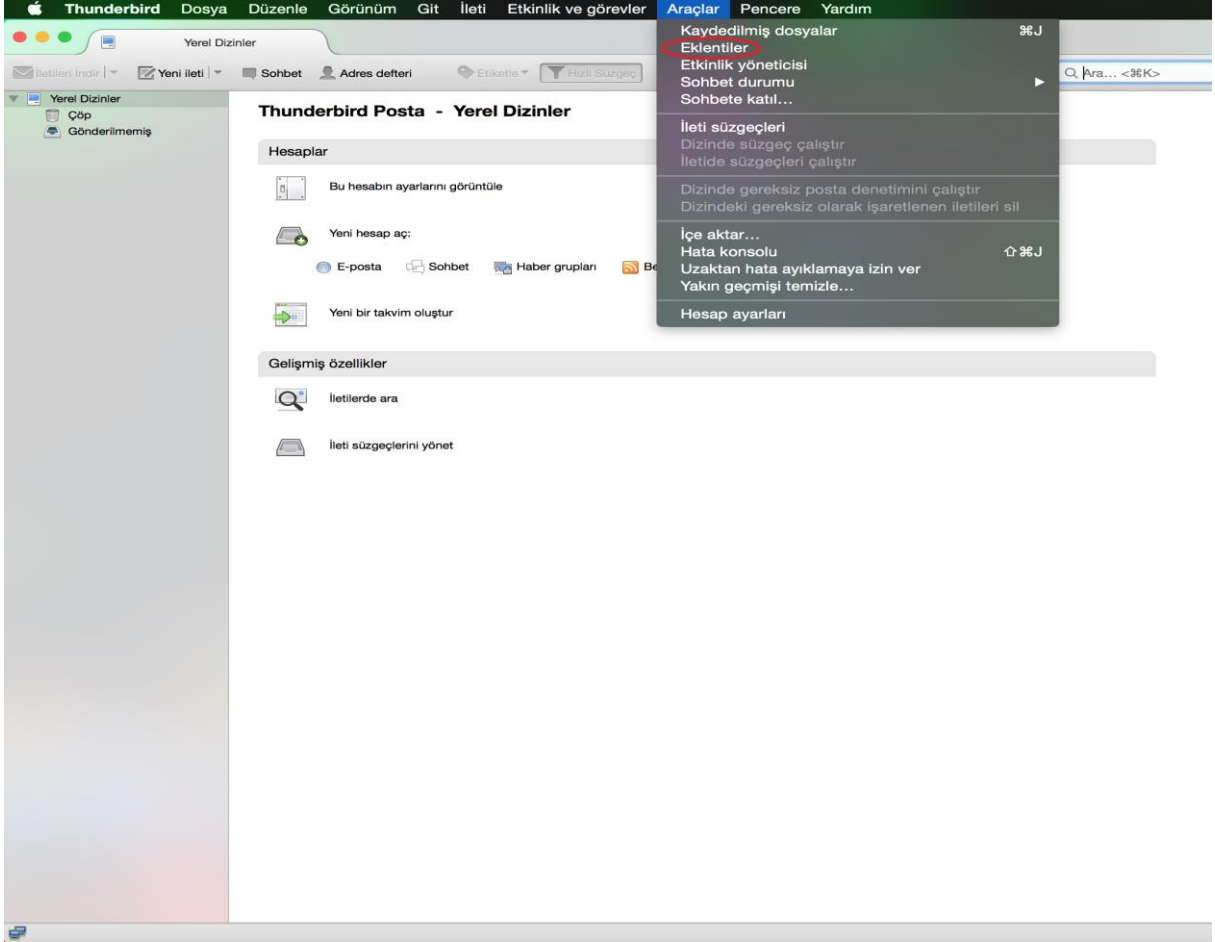 Thunderbird Dosya Düzenle Görünüm Git İleti Etkinlik ve görevler Araçlar Pencere Yardım
Yerel Dizinler
İletileri İndir Yeni ileti Sohbet Adres defteri Etiketle Hızlı Süzgeç Ara... <⌘K>
Yerel Dizinler
Çöp
Gönderilmemiş
Thunderbird Posta - Yerel Dizinler
Hesaplar
Bu hesabın ayarlarını görüntüle
Yeni hesap aç:
E-posta Sohbet Haber grupları Be
Yeni bir takvim oluştur
Gelişmiş özellikler
İletilerde ara
İleti süzgeçlerini yönet
Kaydedilmiş dosyalar ⌘J
Eklentiler
Etkinlik yöneticisi
Sohbet durumu
Sohbete katıl...
İleti süzgeçleri
Dizinde süzgeç çalıştır
İletide süzgeçleri çalıştır
Dizinde gereksiz posta denetimini çalıştır
Dizindeki gereksiz olarak işaretlenen iletileri sil
İçe aktar...
Hata konsolu ⇧⌘J
Uzaktan hata ayıklamaya izin ver
Yakın geçmişi temizle...
Hesap ayarları